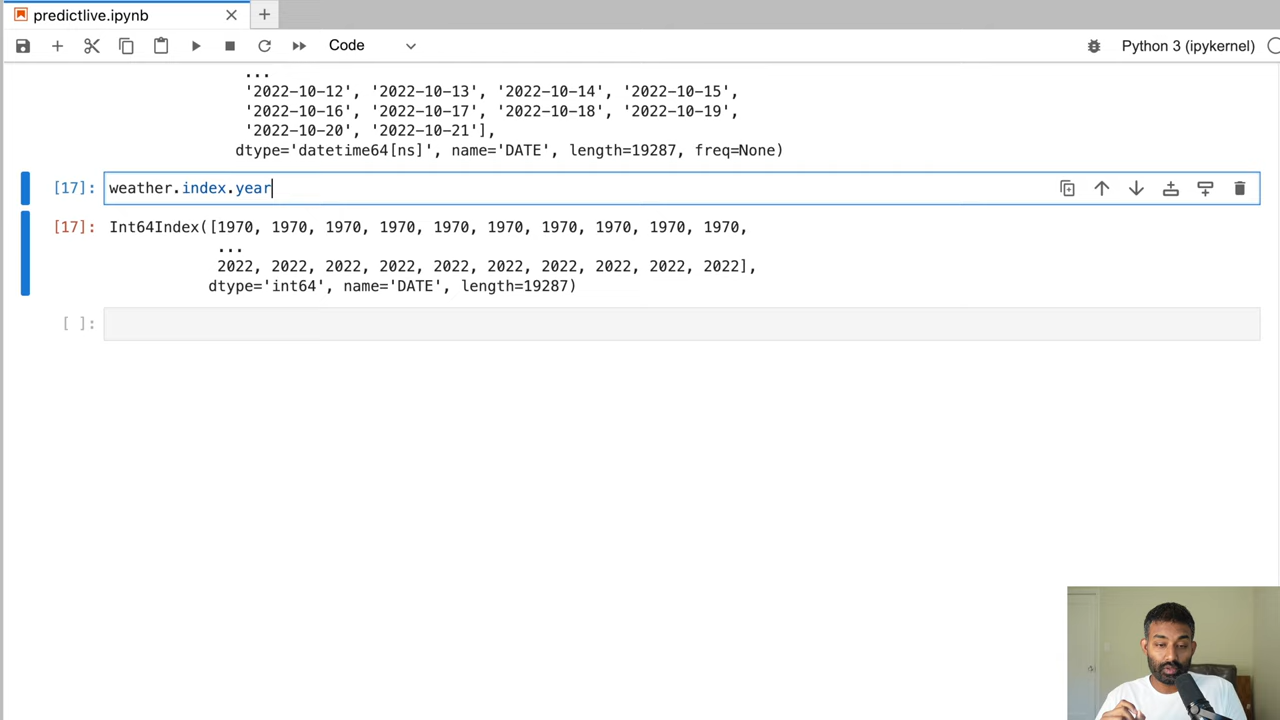 predictlive.ipynb
Code
Python 3 (ipykernel)
...
'2022-10-12', '2022-10-13', '2022-10-14', '2022-10-15',
'2022-10-16', '2022-10-17', '2022-10-18', '2022-10-19',
'2022-10-20', '2022-10-21'],
dtype='datetime64[ns]', name='DATE', length=19287, freq=None)
[17]: weather.index.year
[17]: Int64Index([1970, 1970, 1970, 1970, 1970, 1970, 1970, 1970, 1970, 1970,
...
2022, 2022, 2022, 2022, 2022, 2022, 2022, 2022, 2022, 2022],
dtype='int64', name='DATE', length=19287)
[ ]: